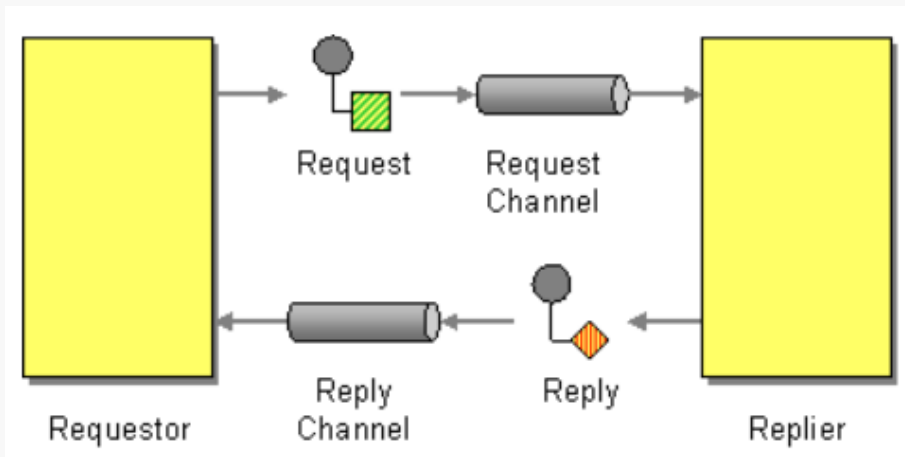 Request
Request
Channel
Reply
Channel
Reply
Requestor
Replier